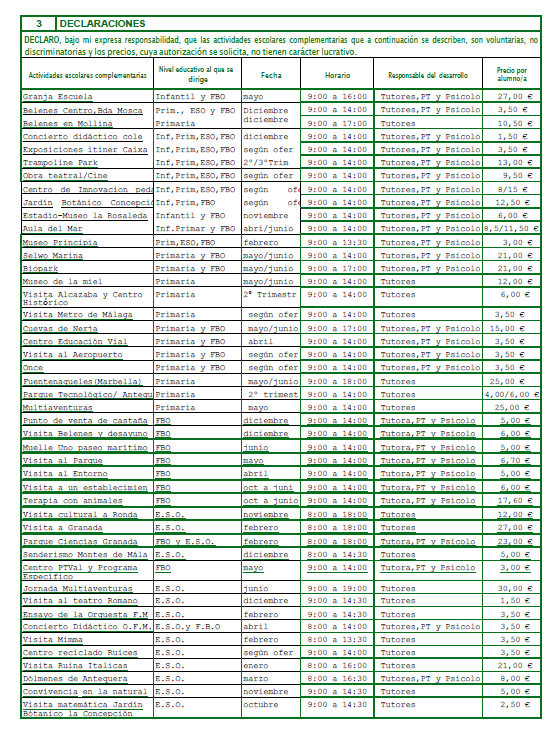 3 DECLARACIONES
DECLARO, bajo mi expresa responsabilidad, que las actividades escolares complementarias que a continuación se describen, son voluntarias, no
discriminatorias y los precios, cuya autorización se solicita, no tienen carácter lucrativo.
Actividades escolares complementarias Nivel educativo al que se dirige Fecha Horario Responsable del desarrollo Precio por alumno/a
Granja Escuela Infantil y FBO mayo 9:00 a 16:00 Tutores,PT y Psicolo 27,00 €
Belenes Centro,Bda Mosca Prim., ESO y FBO Diciembre 9:00 a 14:00 Tutores,PT y Psicolo 3,50 €
Belenes en Mollina Primaria diciembre 9:00 a 17:00 Tutores 10,50 €
Concierto didáctico cole Inf,Prim,ESO,FBO diciembre 9:00 a 14:00 Tutores,PT y Psicolo 1,50 €
Exposiciones itiner Caixa Inf,Prim,ESO,FBO según ofer 9:00 a 14:00 Tutores,PT y Psicolo 3,50 €
Trampoline Park Inf,Prim,ESO,FBO 2º/3ºTrim 9:00 a 14:00 Tutores,PT y Psicolo 13,00 €
Obra teatral/Cine Inf,Prim,ESO,FBO según ofer 9:00 a 14:00 Tutores,PT y Psicolo 9,50 €
Centro de Imnovacion peda Inf,Prim,ESO,FBO según ofe 9:00 a 14:00 Tutores,PT y Psicolo 8/15 €
Jardín Botánico Concepció Inf,Prim,ESO,FBO según ofe 9:00 a 14:00 Tutores,PT y Psicolo 12,50 €
Estadio-Museo la Rosaleda Infantil y FBO noviembre 9:00 a 14:00 Tutores,PT y Psicolo 6,00 €
Aula del Mar Inf.Primar y FBO abri/junio 9:00 a 14:00 Tutores,PT y Psicolo 8,5/11,50 €
Museo Principia Prim,ESO,FBO febrero 9:00 a 13:30 Tutores,PT y Psicolo 3,00 €
Selwo Marina Primaria y FBO mayo/junio 9:00 a 14:00 Tutores,PT y Psicolo 21,00 €
Biopark Primaria y FBO mayo/junio 9:00 a 17:00 Tutores,PT y Psicolo 21,00 €
Museo de la miel Primaria mayo/junio 9:00 a 14:00 Tutores 12,00 €
Visita Alcazaba y Centro Primaria 2º Trimestr 9:00 a 14:00 Tutores 6,00 €
Histórico
Visita Metro de Málaga Primaria según ofer 9:00 a 14:00 Tutores 3,50 €
Cuevas de Nerja Primaria y FBO mayo/junio 9:00 a 17:00 Tutores,PT y Psicolo 15,00 €
Centro Educación Vial Primaria y FBO abril 9:00 a 14:00 Tutores,PT y Psicolo 3,50 €
Visita al Aeropuerto Primaria y FBO según ofer 9:00 a 14:00 Tutores,PT y Psicolo 3,50 €
Once Primaria y FBO según ofer 9:00 a 14:00 Tutores,PT y Psicolo 3,50 €
Fuentenagueles(Marbella) Primaria mayo/junio 9:00 a 18:00 Tutores 25,00 €
Parque Tecnológico/ Antequ Primaria 2º trimest 9:00 a 14:00 Tutores 4,00/6,00 €
Multiaventuras Primaria mayo 9:00 a 14:00 Tutores 25,00 €
Punto de venta de castaña FBO diciembre 9:00 a 14:00 Tutora,PT y Psicolo 5,00 €
Visita Belenes y desayuno FBO diciembre 9:00 a 14:00 Tutora,PT y Psicolo 6,00 €
Muelle Uno paseo marítimo FBO junio 9:00 a 14:00 Tutora,PT y Psicolo 5,00 €
Visita al Parque FBO mayo 9:00 a 14:00 Tutora,PT y Psicolo 6,70 €
Visita al Entorno FBO abril 9:00 a 14:00 Tutora,PT y Psicolo 5,00 €
Visita a un establecimien FBO oct a juni 9:00 a 14:00 Tutora,PT y Psicolo 6,00 €
Terapia con animales FBO oct a junio 9:00 a 14:00 Tutora,PT y Psicolo 17,60 €
Visita cultural a Ronda E.S.O. noviembre 8:00 a 18:00 Tutores 12,00 €
Visita a Granada E.S.O. febrero 8:00 a 18:00 Tutores 27,00 €
Parque Ciencias Granada FBO y E.S.O. febrero 8:00 a 18:00 Tutora,PT y Psicolo 23,00 €
Senderismo Montes de Mála E.S.O. diciembre 8:00 a 14:30 Tutores 5,00 €
Centro PTVal y Programa FBO mayo 9:00 a 14:00 Tutora,PT y Psicolo 3,00 €
Específico
Jornada Multiaventuras E.S.O. junio 9:00 a 19:00 Tutores 30,00 €
Visita al teatro Romano E.S.O. diciembre 9:00 a 14:30 Tutores 1,50 €
Ensayo de la Orquesta F.M E.S.O. febrero 9:00 a 14:30 Tutores 3,50 €
Concierto Didáctico O.F.M. E.S.O.y F.B.O abril 8:00 a 14:00 Tutores,PT y Psicolo 3,50 €
Visita Mimma E.S.O. febrero 8:00 a 13:30 Tutores 3,50 €
Centro reciclado Ruices E.S.O. según ofer 9:00 a 14:00 Tutores 3,50 €
Visita Ruina Italicas E.S.O. enero 8:00 a 16:00 Tutores 21,00 €
Dólmenes de Antequera E.S.O. marzo 8:00 a 16:30 Tutores,PT y Psicolo 8,00 €
Convivencia en la natural E.S.O. noviembre 9:00 a 14:30 Tutores 5,00 €
Visita matemática Jardín E.S.O. octubre 9:00 a 14:30 Tutores 2,50 €
Bótanico la Concepción